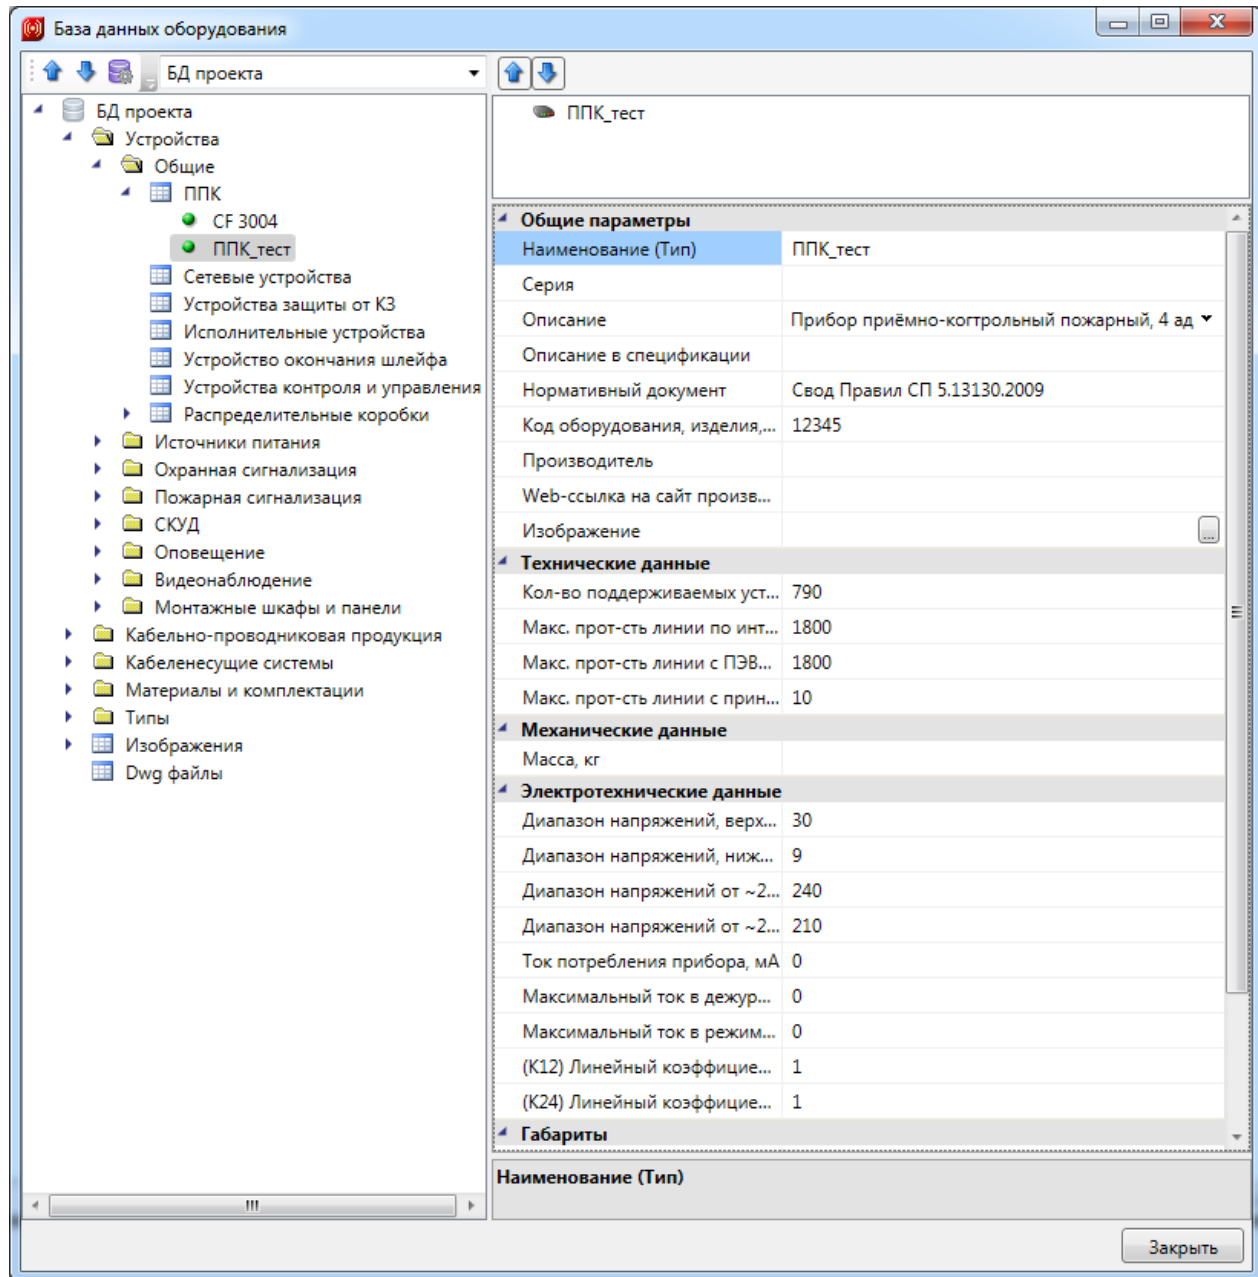 База данных оборудования
БД проекта
БД проекта
Устройства
Общие
ППК
CF 3004
ППК_тест
Сетевые устройства
Устройства защиты от КЗ
Исполнительные устройства
Устройство окончания шлейфа
Устройства контроля и управления
Распределительные коробки
Источники питания
Охранная сигнализация
Пожарная сигнализация
СКУД
Оповещение
Видеонаблюдение
Монтажные шкафы и панели
Кабельно-проводниковая продукция
Кабеленесущие системы
Материалы и комплектации
Типы
Изображения
Dwg файлы
ППК_тест
Общие параметры
Наименование (Тип) ППК_тест
Серия
Описание Прибор приёмно-когтрольный пожарный, 4 ад
Описание в спецификации
Нормативный документ Свод Правил СП 5.13130.2009
Код оборудования, изделия,... 12345
Производитель
Web-ссылка на сайт произв...
Изображение ...
Технические данные
Кол-во поддерживаемых уст... 790
Макс. прот-сть линии по инт... 1800
Макс. прот-сть линии с ПЭВ... 1800
Макс. прот-сть линии с прин... 10
Механические данные
Масса, кг
Электротехнические данные
Диапазон напряжений, верх... 30
Диапазон напряжений, ниж... 9
Диапазон напряжений от ~2... 240
Диапазон напряжений от ~2... 210
Ток потребления прибора, мА 0
Максимальный ток в дежур... 0
Максимальный ток в режим... 0
(К12) Линейный коэффицие... 1
(К24) Линейный коэффицие... 1
Габариты
Наименование (Тип)
Закрыть